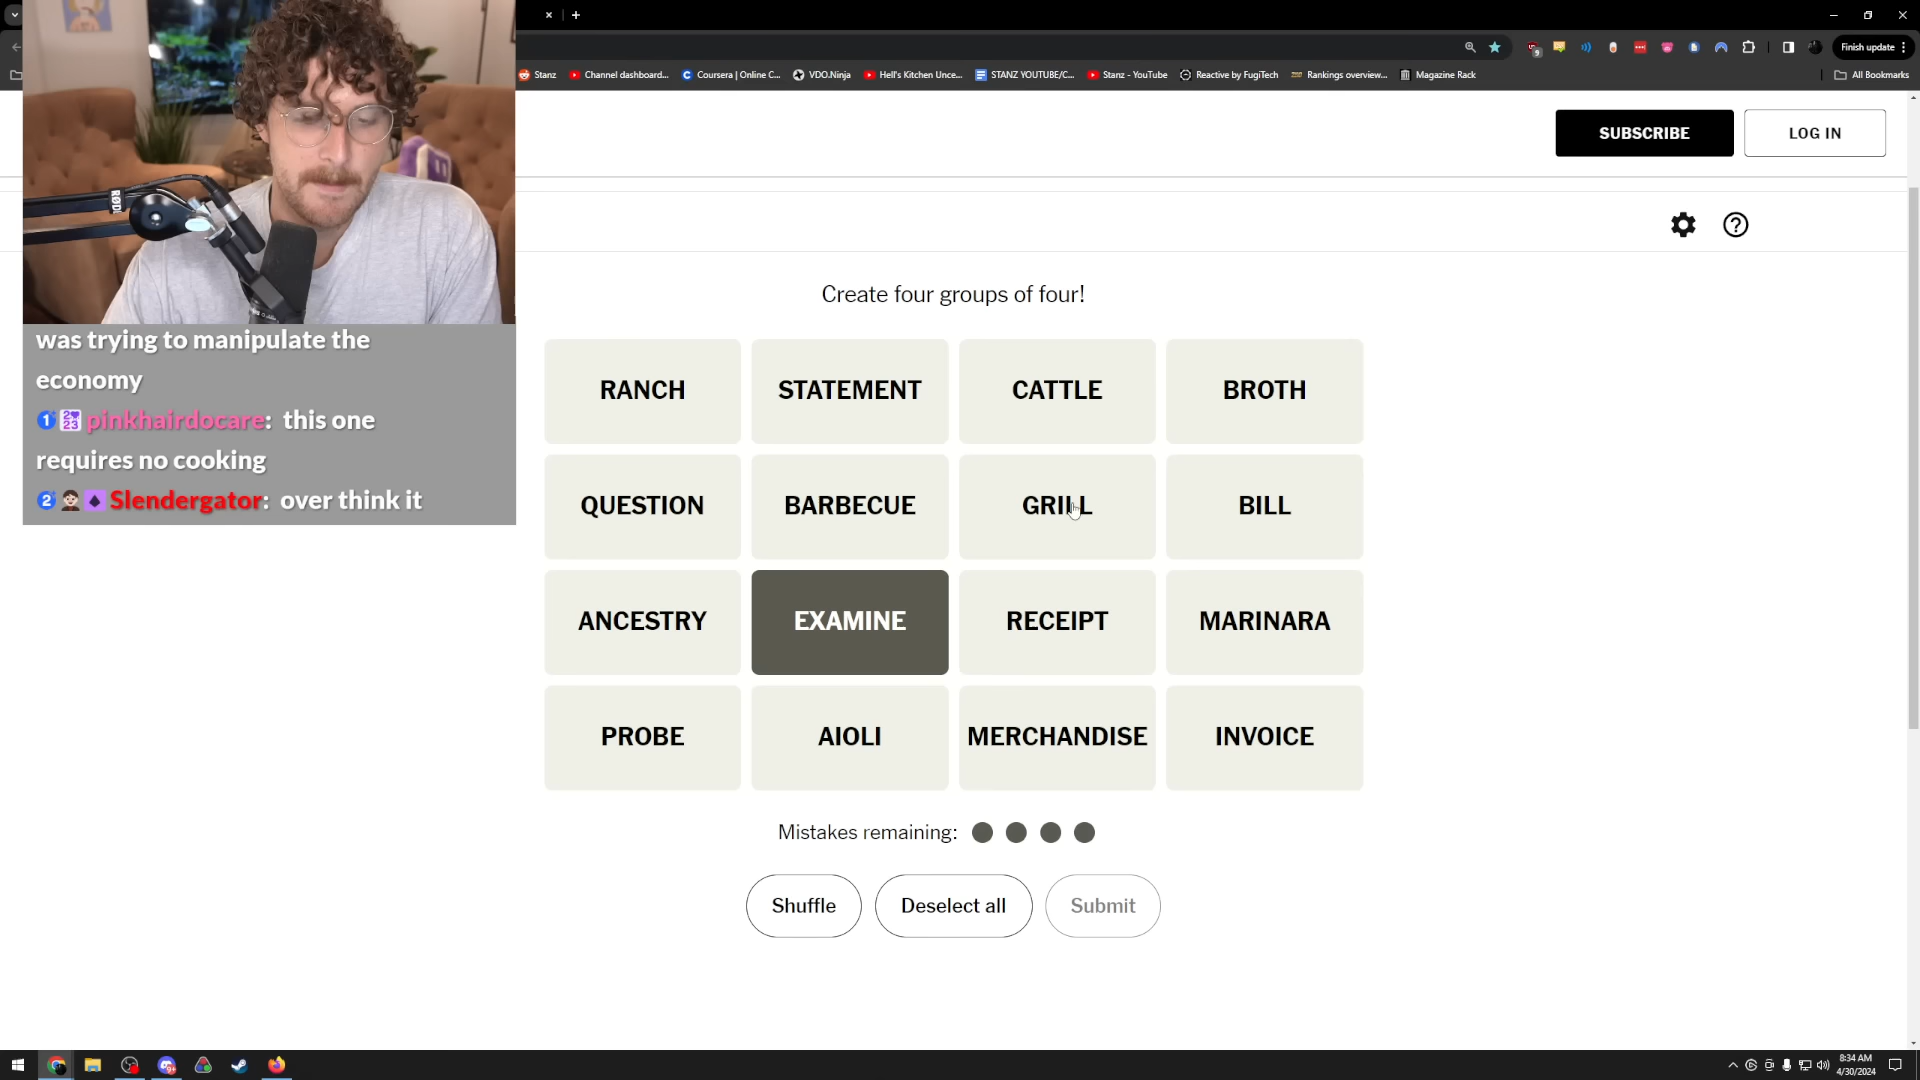 Stanz
Channel dashboard...
Coursera | Online C...
VDO.Ninja
Hell's Kitchen Unce...
STANZ YOUTUBE/C...
Stanz - YouTube
Reactive by FugiTech
Rankings overview...
Magazine Rack
All Bookmarks
Finish update
SUBSCRIBE
LOG IN
RØDE
was trying to manipulate the
economy
pinkhairdocare: this one
requires no cooking
Slendergator: over think it
Create four groups of four!
RANCH STATEMENT CATTLE BROTH
QUESTION BARBECUE GRILL BILL
ANCESTRY EXAMINE RECEIPT MARINARA
PROBE AIOLI MERCHANDISE INVOICE
Mistakes remaining:
Shuffle Deselect all Submit
8:34 AM
4/30/2024